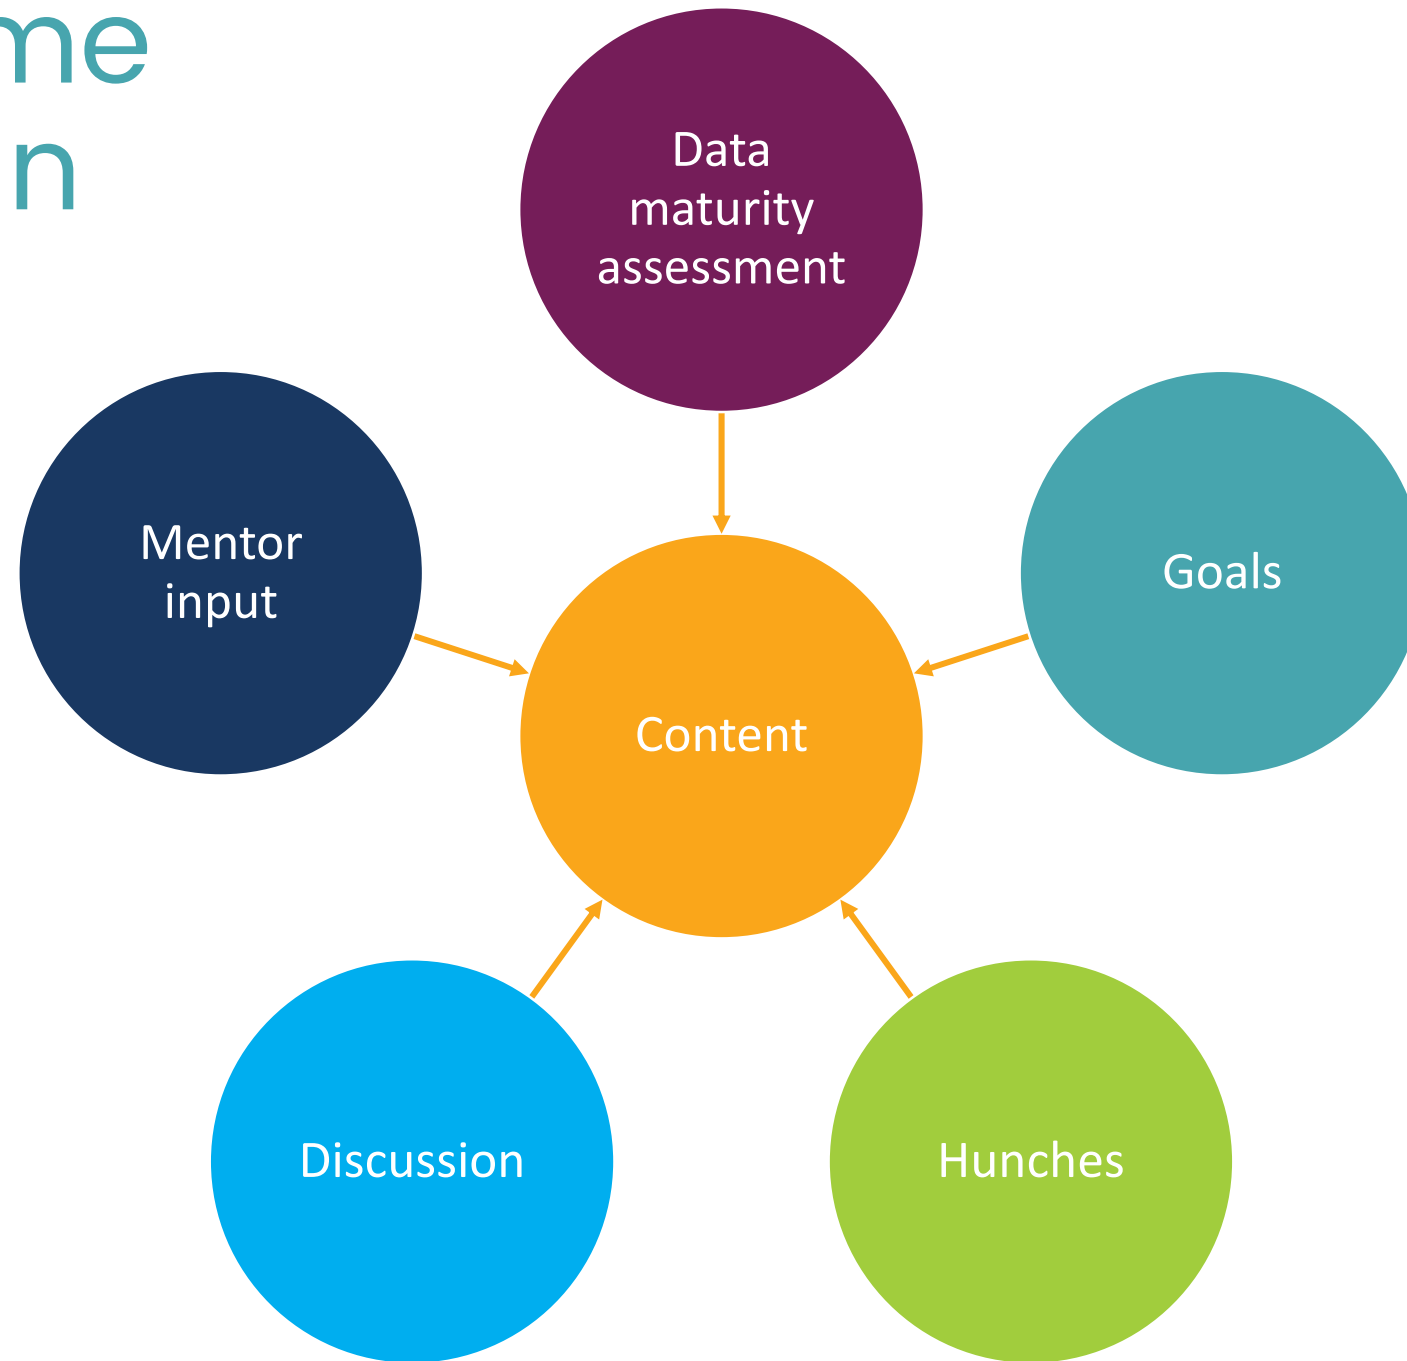 me
n
Data
maturity
assessment
Mentor
input
Goals
Content
Discussion
Hunches